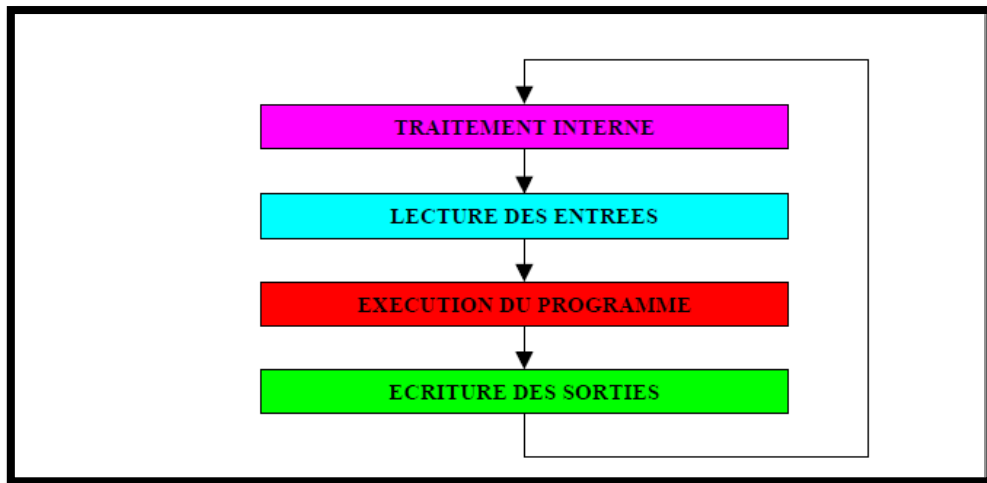 TRAITEMENT INTERNE
LECTURE DES ENTREES
EXECUTION DU PROGRAMME
ECRITURE DES SORTIES